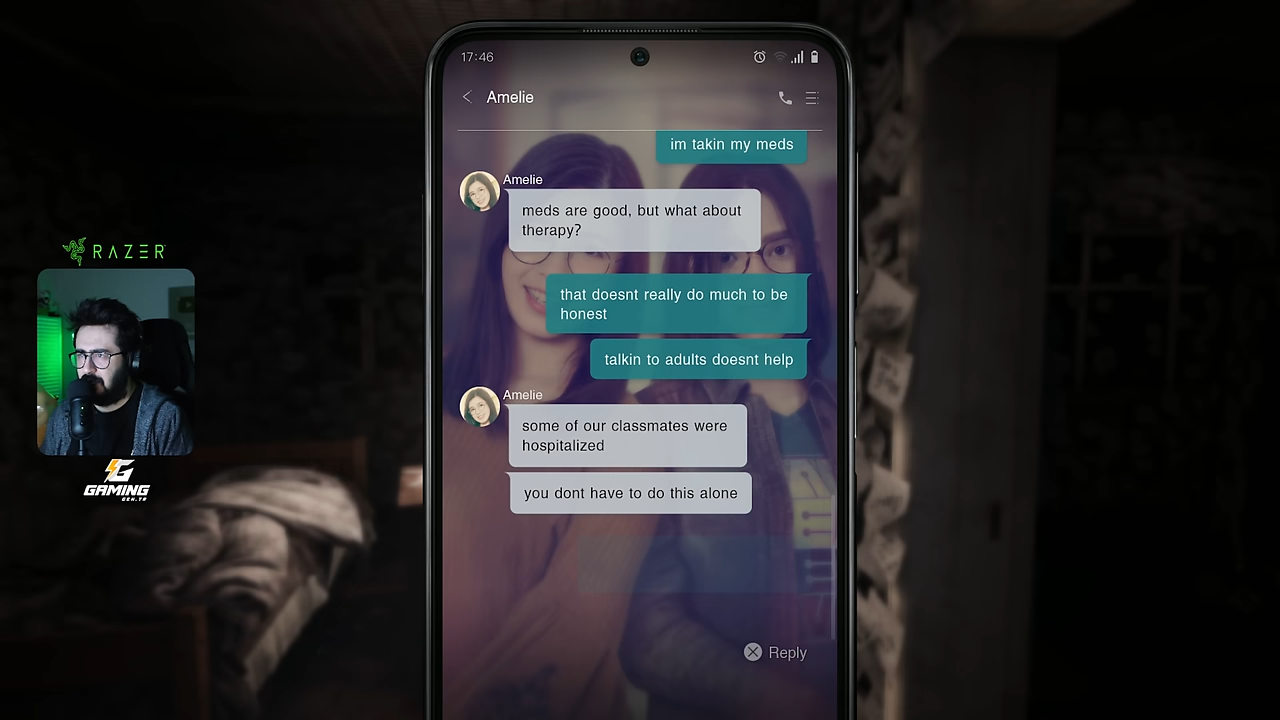 17:46
Amelie
im takin my meds
Amelie
meds are good, but what about
therapy?
that doesnt really do much to be
honest
talkin to adults doesnt help
Amelie
some of our classmates were
hospitalized
you dont have to do this alone
Reply
RAZER
GAMING
GEN.TR